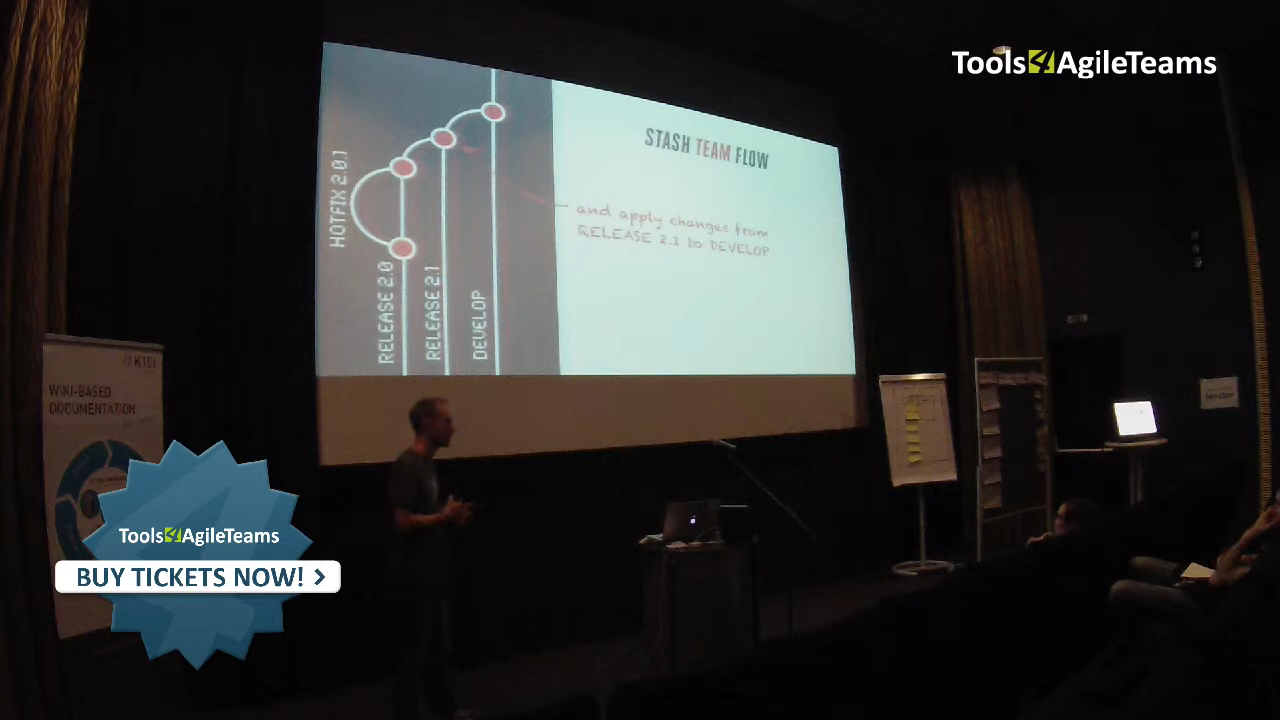 Tools4AgileTeams
STASH TEAM FLOW
and apply changes from
RELEASE 2.1 to DEVELOP
HOTFIX 2.0.1
RELEASE 2.0
RELEASE 2.1
DEVELOP
// K15t
WIKI-BASED
DOCUMENTATION
Tools4AgileTeams
BUY TICKETS NOW! >